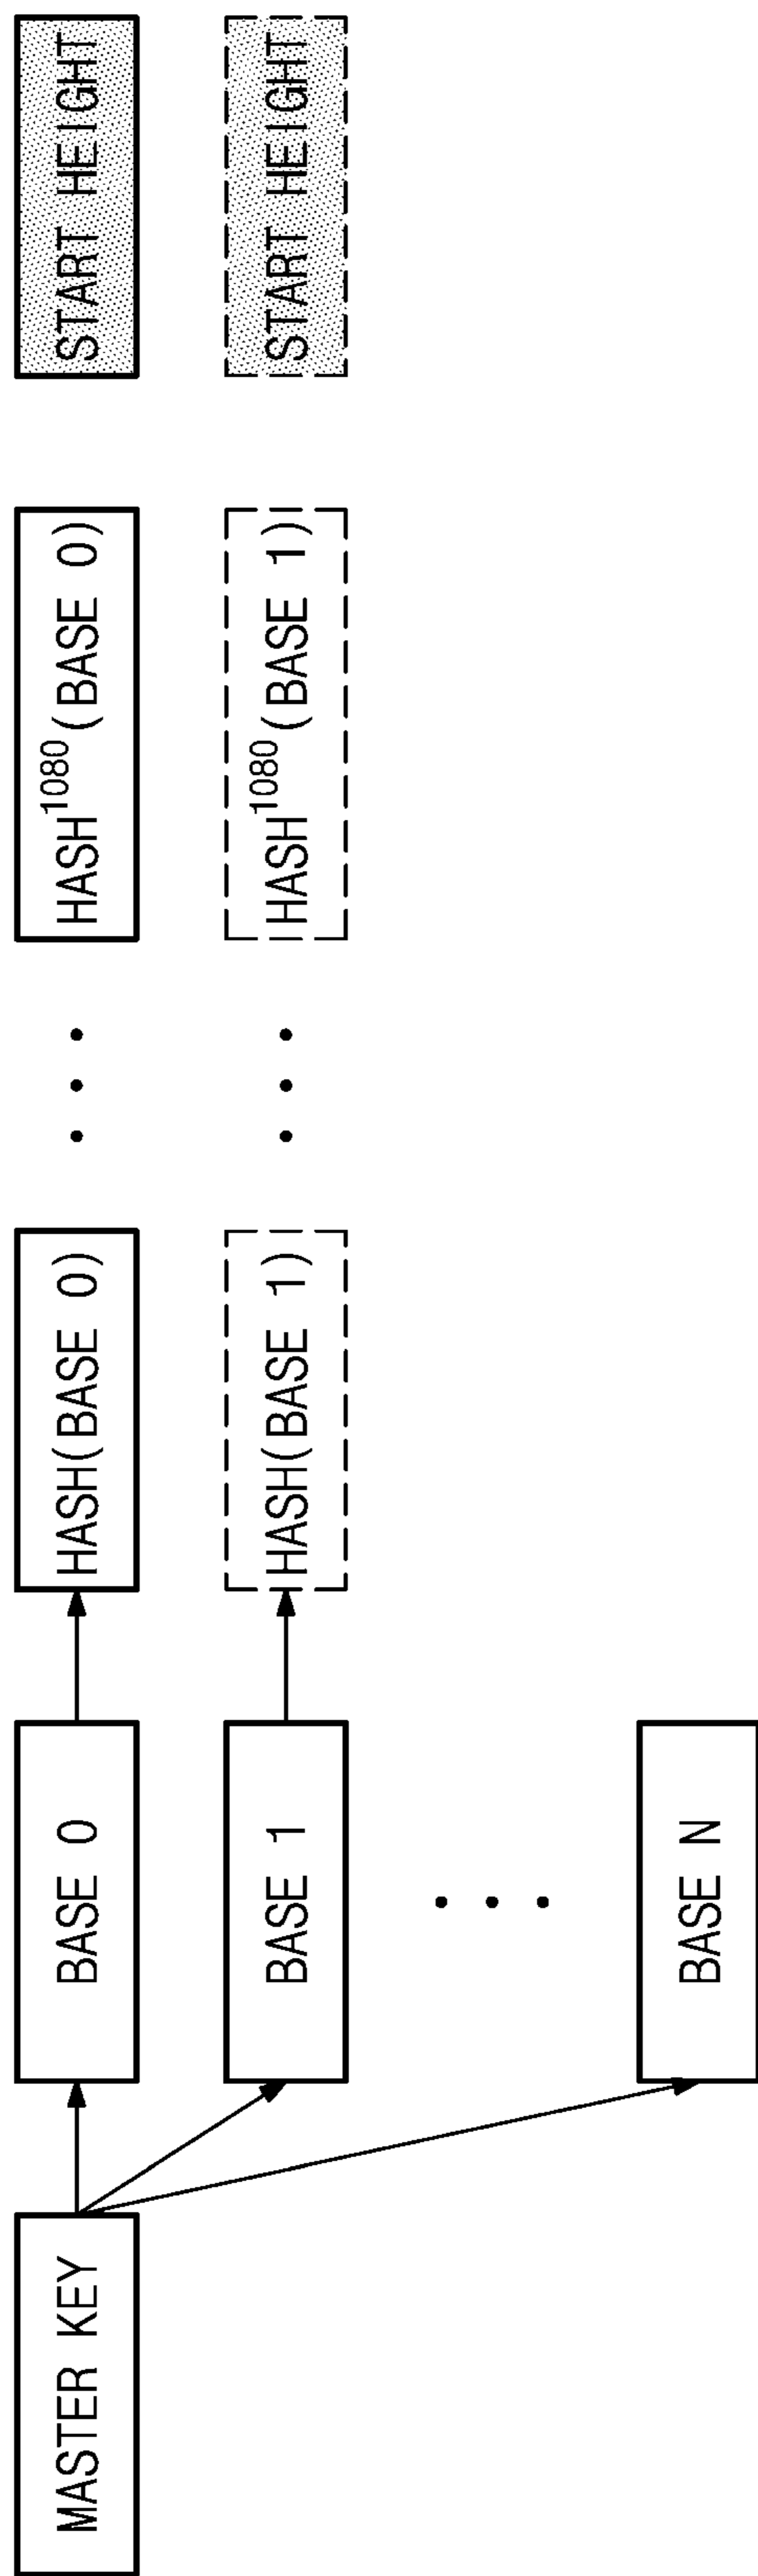 MASTER KEY
BASE 0
HASH(BASE 0)
HASH¹⁰⁸⁰(BASE 0)
START HEIGHT
BASE 1
HASH(BASE 1)
HASH¹⁰⁸⁰(BASE 1)
START HEIGHT
BASE N